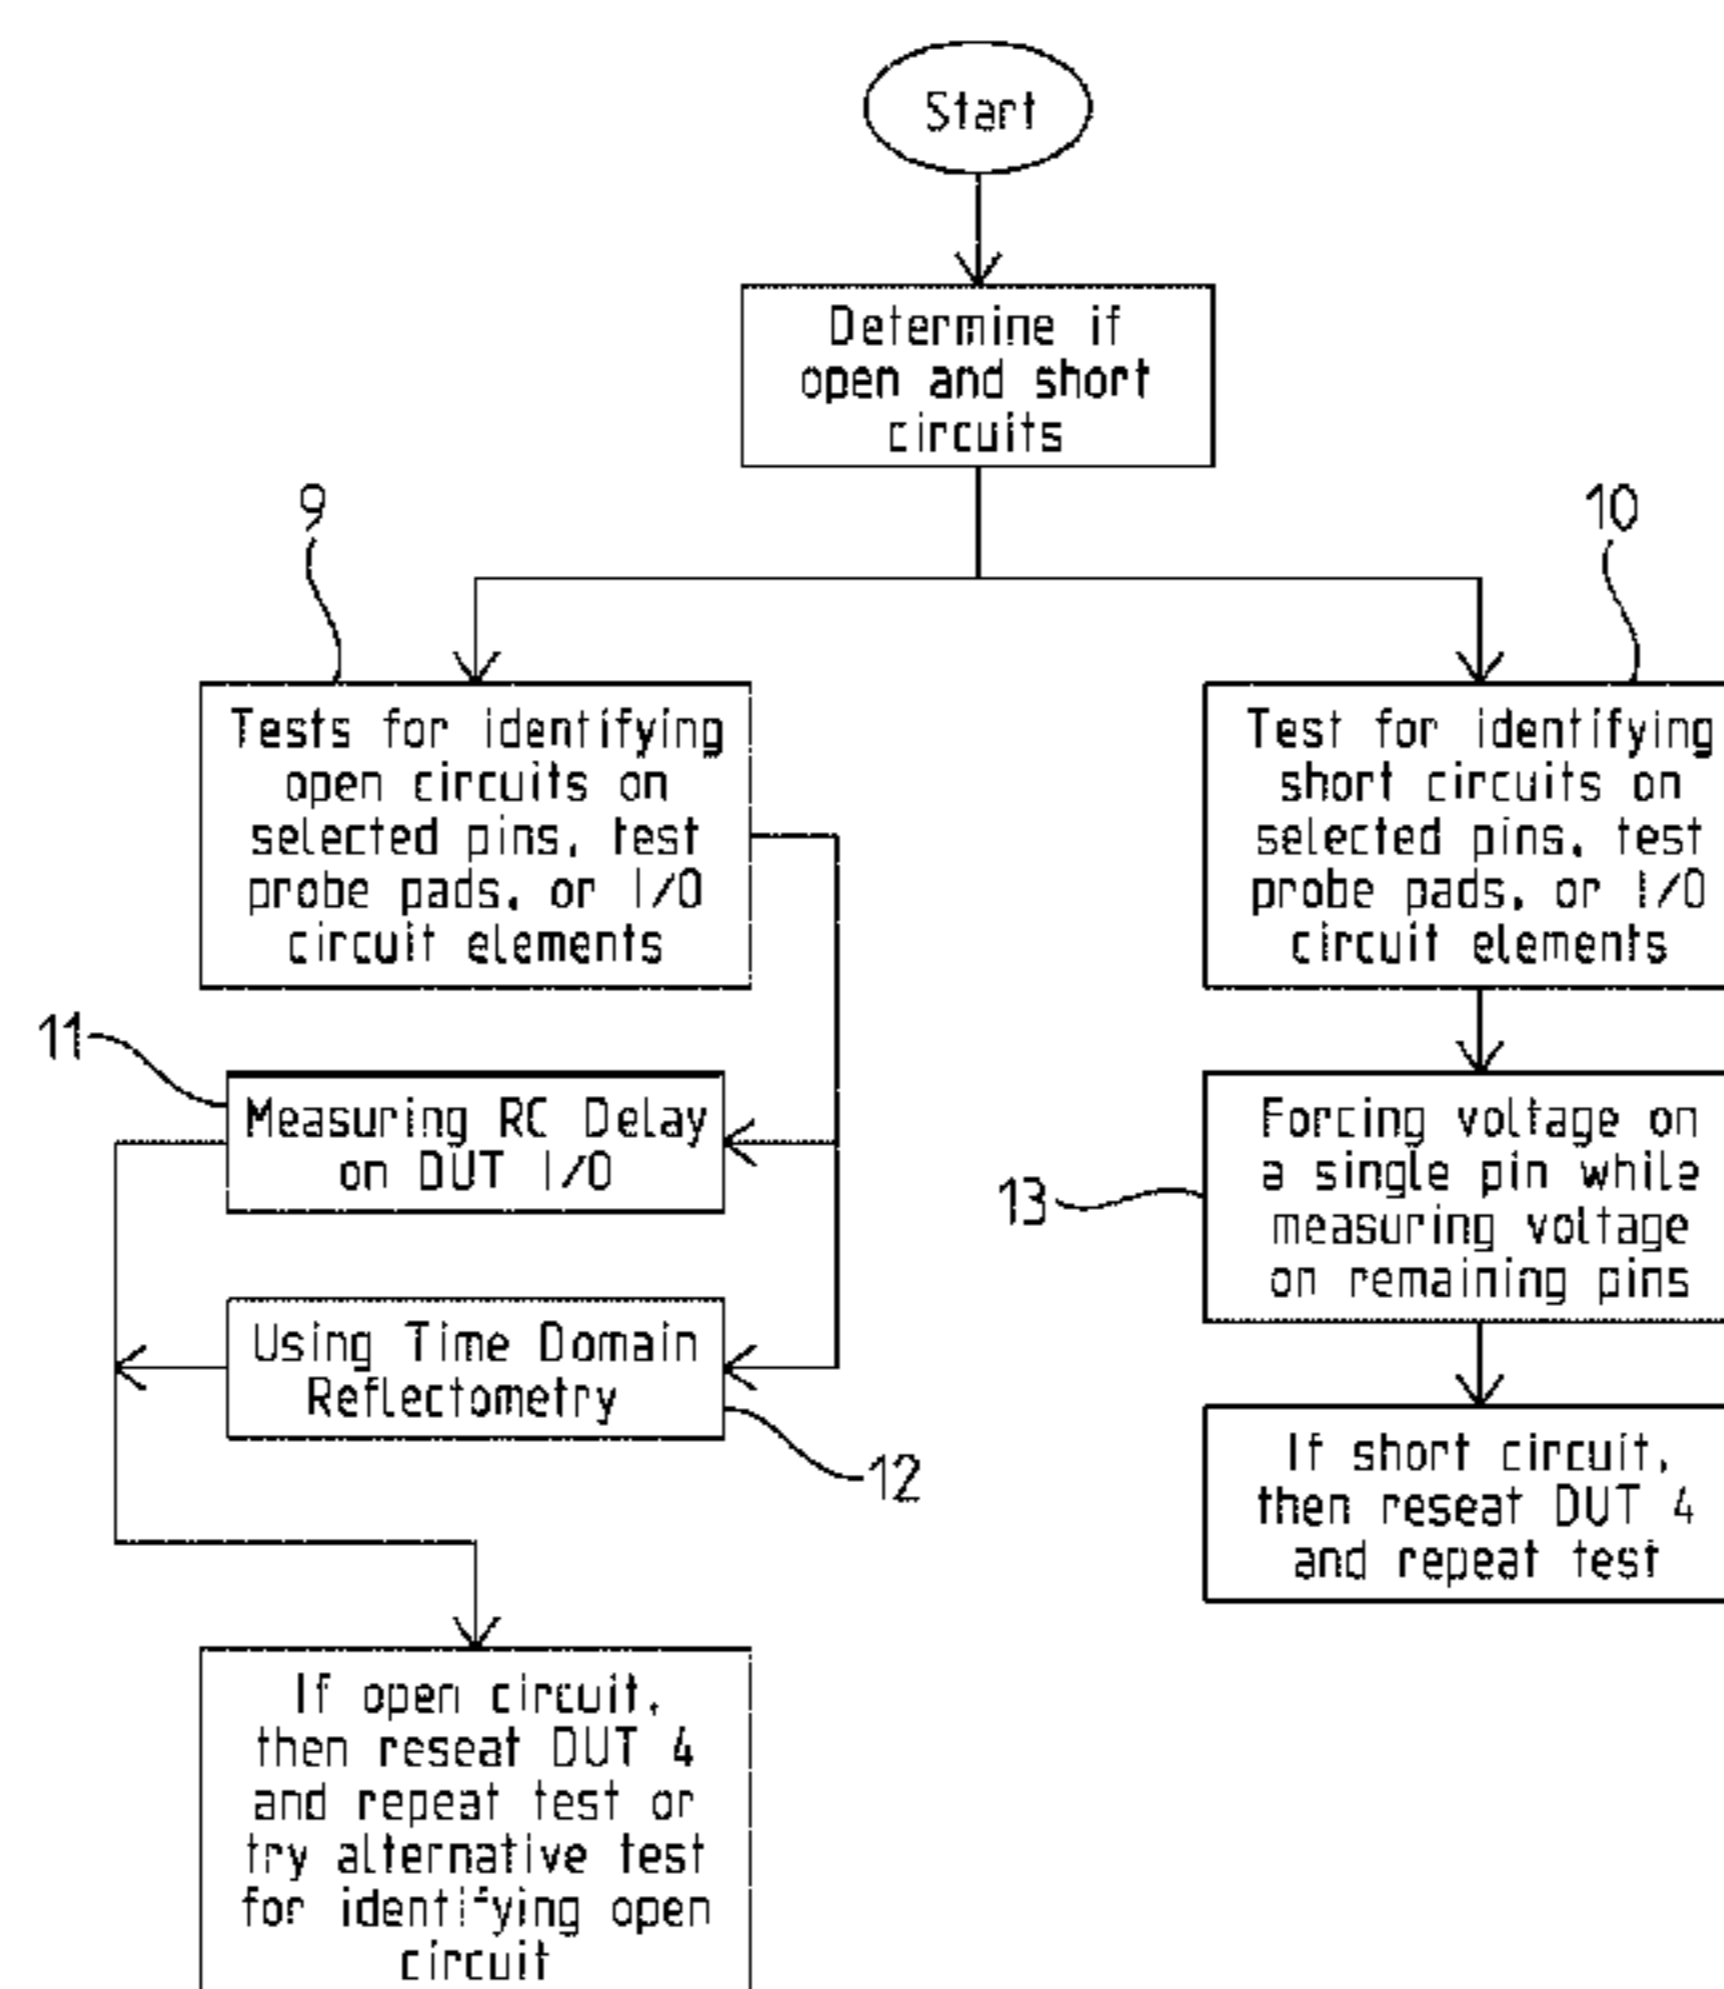 Start
Determine if
open and short
circuits
9
10
Tests for identifying
open circuits on
selected pins, test
probe pads, or I/O
circuit elements
Test for identifying
short circuits on
selected pins, test
probe pads, or I/O
circuit elements
11
Measuring RC Delay
on DUT I/O
13
Forcing voltage on
a single pin while
measuring voltage
on remaining pins
Using Time Domain
Reflectometry
12
If short circuit,
then reseat DUT 4
and repeat test
If open circuit,
then reseat DUT 4
and repeat test or
try alternative test
for identifying open
circuit